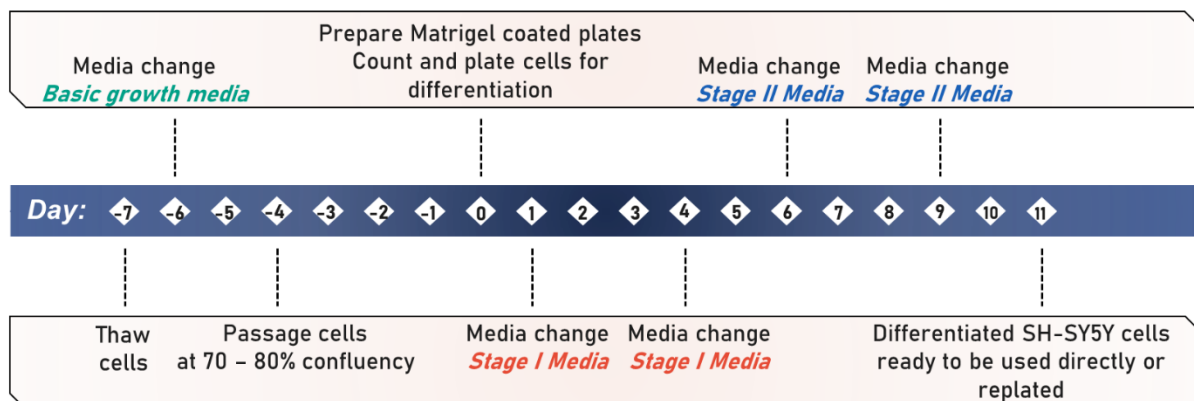 Media change
Basic growth media
Prepare Matrigel coated plates
Count and plate cells for
differentiation
Media change
Stage II Media
Media change
Stage II Media
Day: -7 -6 -5 -4 -3 -2 -1 0 1 2 3 4 5 6 7 8 9 10 11
Thaw
cells
Passage cells
at 70 – 80% confluency
Media change
Stage I Media
Media change
Stage I Media
Differentiated SH-SY5Y cells
ready to be used directly or
replated